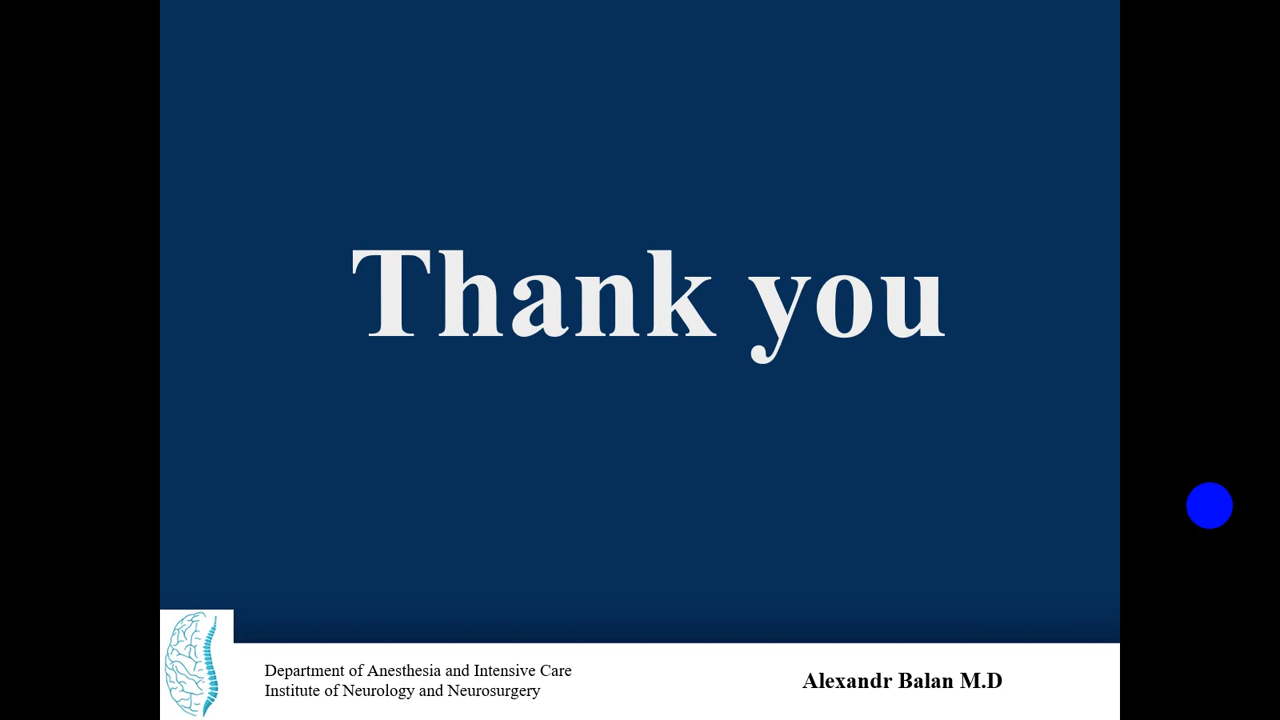 Thank you
Department of Anesthesia and Intensive Care
Institute of Neurology and Neurosurgery
Alexandr Balan M.D